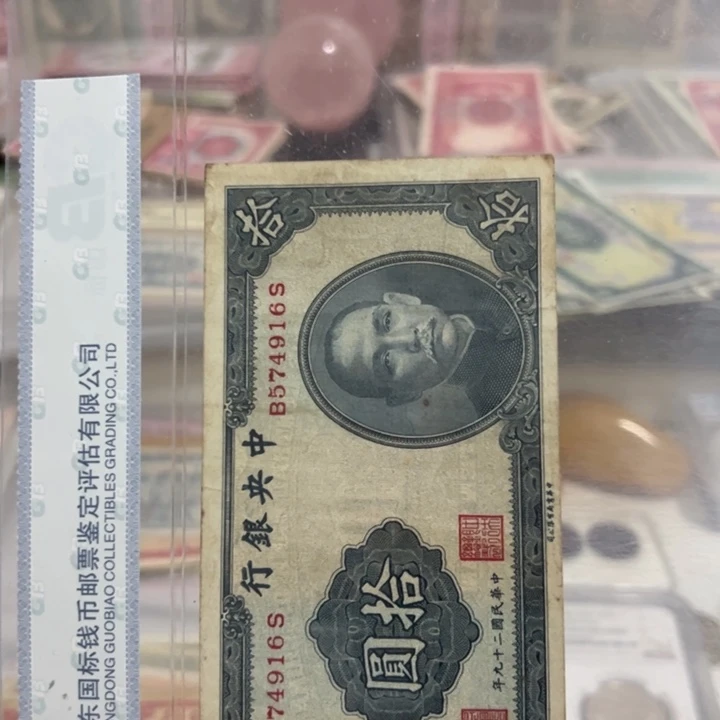 东国标钱币邮票鉴定评估有限公司
NGDONG GUOBIAO COLLECTIBLES GRADING CO.,LTD
拾
拾
B574916S
中央銀行
74916S
拾圓
中華民國二十九年